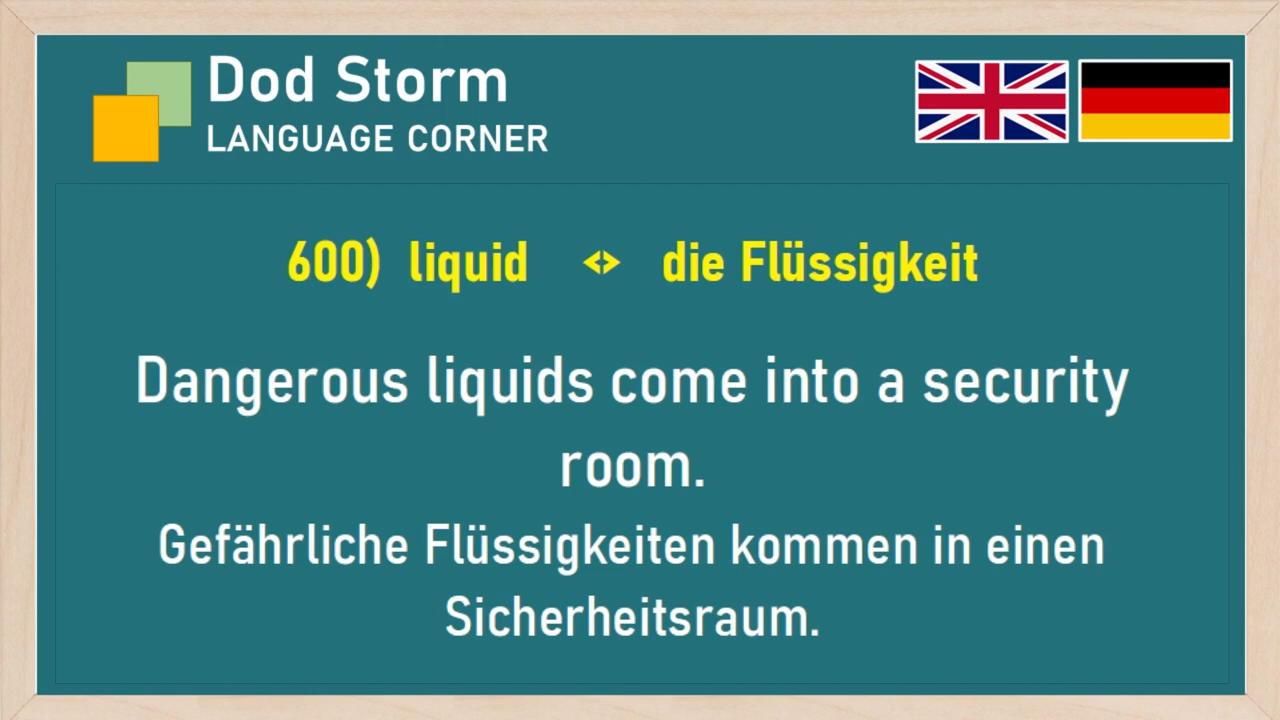 Dod Storm
LANGUAGE CORNER
600) liquid <> die Flüssigkeit
Dangerous liquids come into a security
room.
Gefährliche Flüssigkeiten kommen in einen
Sicherheitsraum.